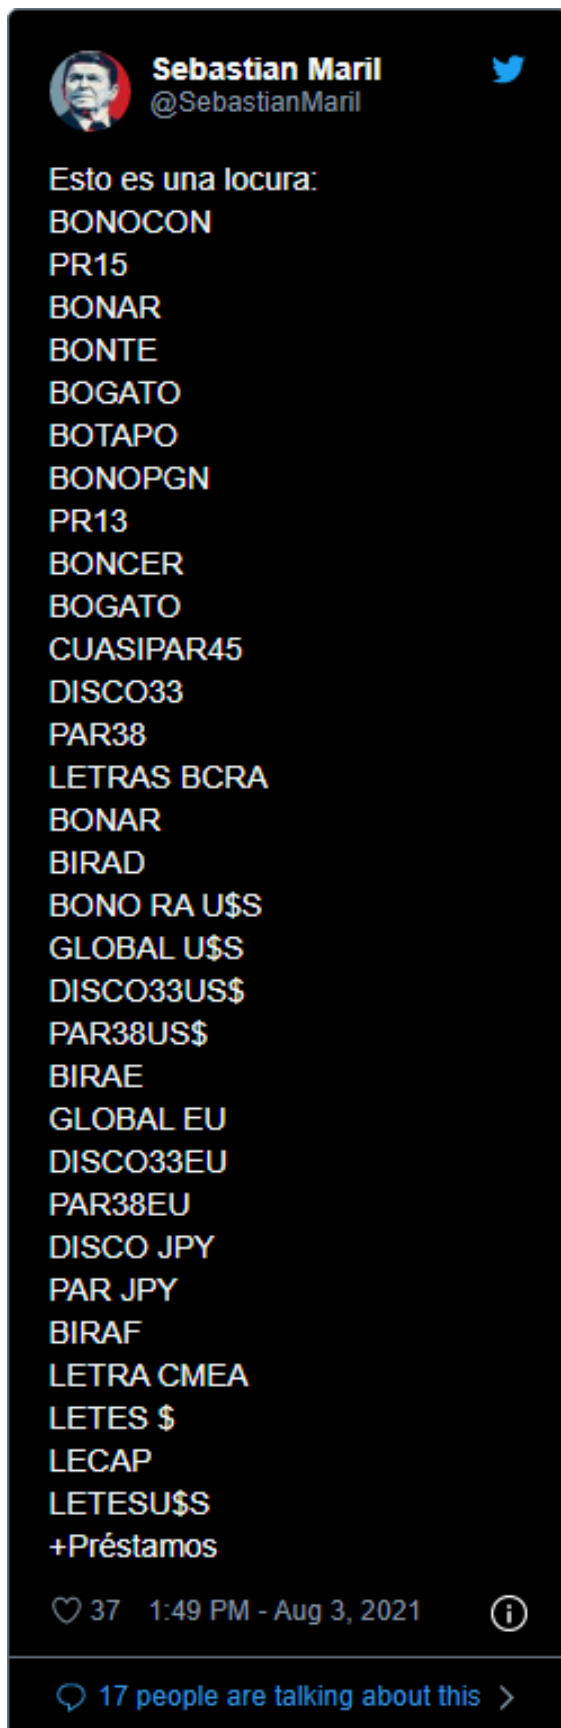 Sebastian Maril
@SebastianMaril
Esto es una locura:
BONOCON
PR15
BONAR
BONTE
BOGATO
BOTAPO
BONOPGN
PR13
BONCER
BOGATO
CUASIPAR45
DISCO33
PAR38
LETRAS BCRA
BONAR
BIRAD
BONO RA U$S
GLOBAL U$S
DISCO33US$
PAR38US$
BIRAE
GLOBAL EU
DISCO33EU
PAR38EU
DISCO JPY
PAR JPY
BIRAF
LETRA CMEA
LETES $
LECAP
LETESU$S
+Préstamos
37 1:49 PM - Aug 3, 2021
17 people are talking about this